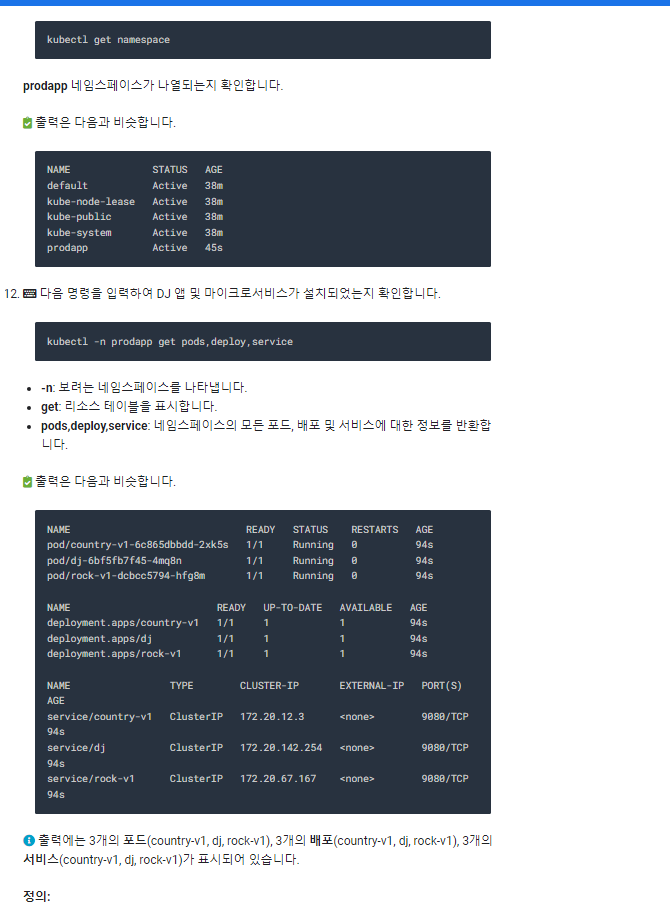 kubectl get namespace
prodapp 네임스페이스가 나열되는지 확인합니다.
출력은 다음과 비슷합니다.
NAME STATUS AGE
default Active 38m
kube-node-lease Active 38m
kube-public Active 38m
kube-system Active 38m
prodapp Active 45s
12. 다음 명령을 입력하여 DJ 앱 및 마이크로서비스가 설치되었는지 확인합니다.
kubectl -n prodapp get pods,deploy,service
• -n: 보려는 네임스페이스를 나타냅니다.
• get: 리소스 테이블을 표시합니다.
• pods,deploy,service: 네임스페이스의 모든 포드, 배포 및 서비스에 대한 정보를 반환합
니다.
출력은 다음과 비슷합니다.
NAME READY STATUS RESTARTS AGE
pod/country-v1-6c865dbbdd-2xk5s 1/1 Running 0 94s
pod/dj-6bf5fb7f45-4mq8n 1/1 Running 0 94s
pod/rock-v1-dcbcc5794-hfg8m 1/1 Running 0 94s
NAME READY UP-TO-DATE AVAILABLE AGE
deployment.apps/country-v1 1/1 1 1 94s
deployment.apps/dj 1/1 1 1 94s
deployment.apps/rock-v1 1/1 1 1 94s
NAME TYPE CLUSTER-IP EXTERNAL-IP PORT(S)
AGE
service/country-v1 ClusterIP 172.20.12.3 <none> 9080/TCP
94s
service/dj ClusterIP 172.20.142.254 <none> 9080/TCP
94s
service/rock-v1 ClusterIP 172.20.67.167 <none> 9080/TCP
94s
출력에는 3개의 포드(country-v1, dj, rock-v1), 3개의 배포(country-v1, dj, rock-v1), 3개의
서비스(country-v1, dj, rock-v1)가 표시되어 있습니다.
정의: